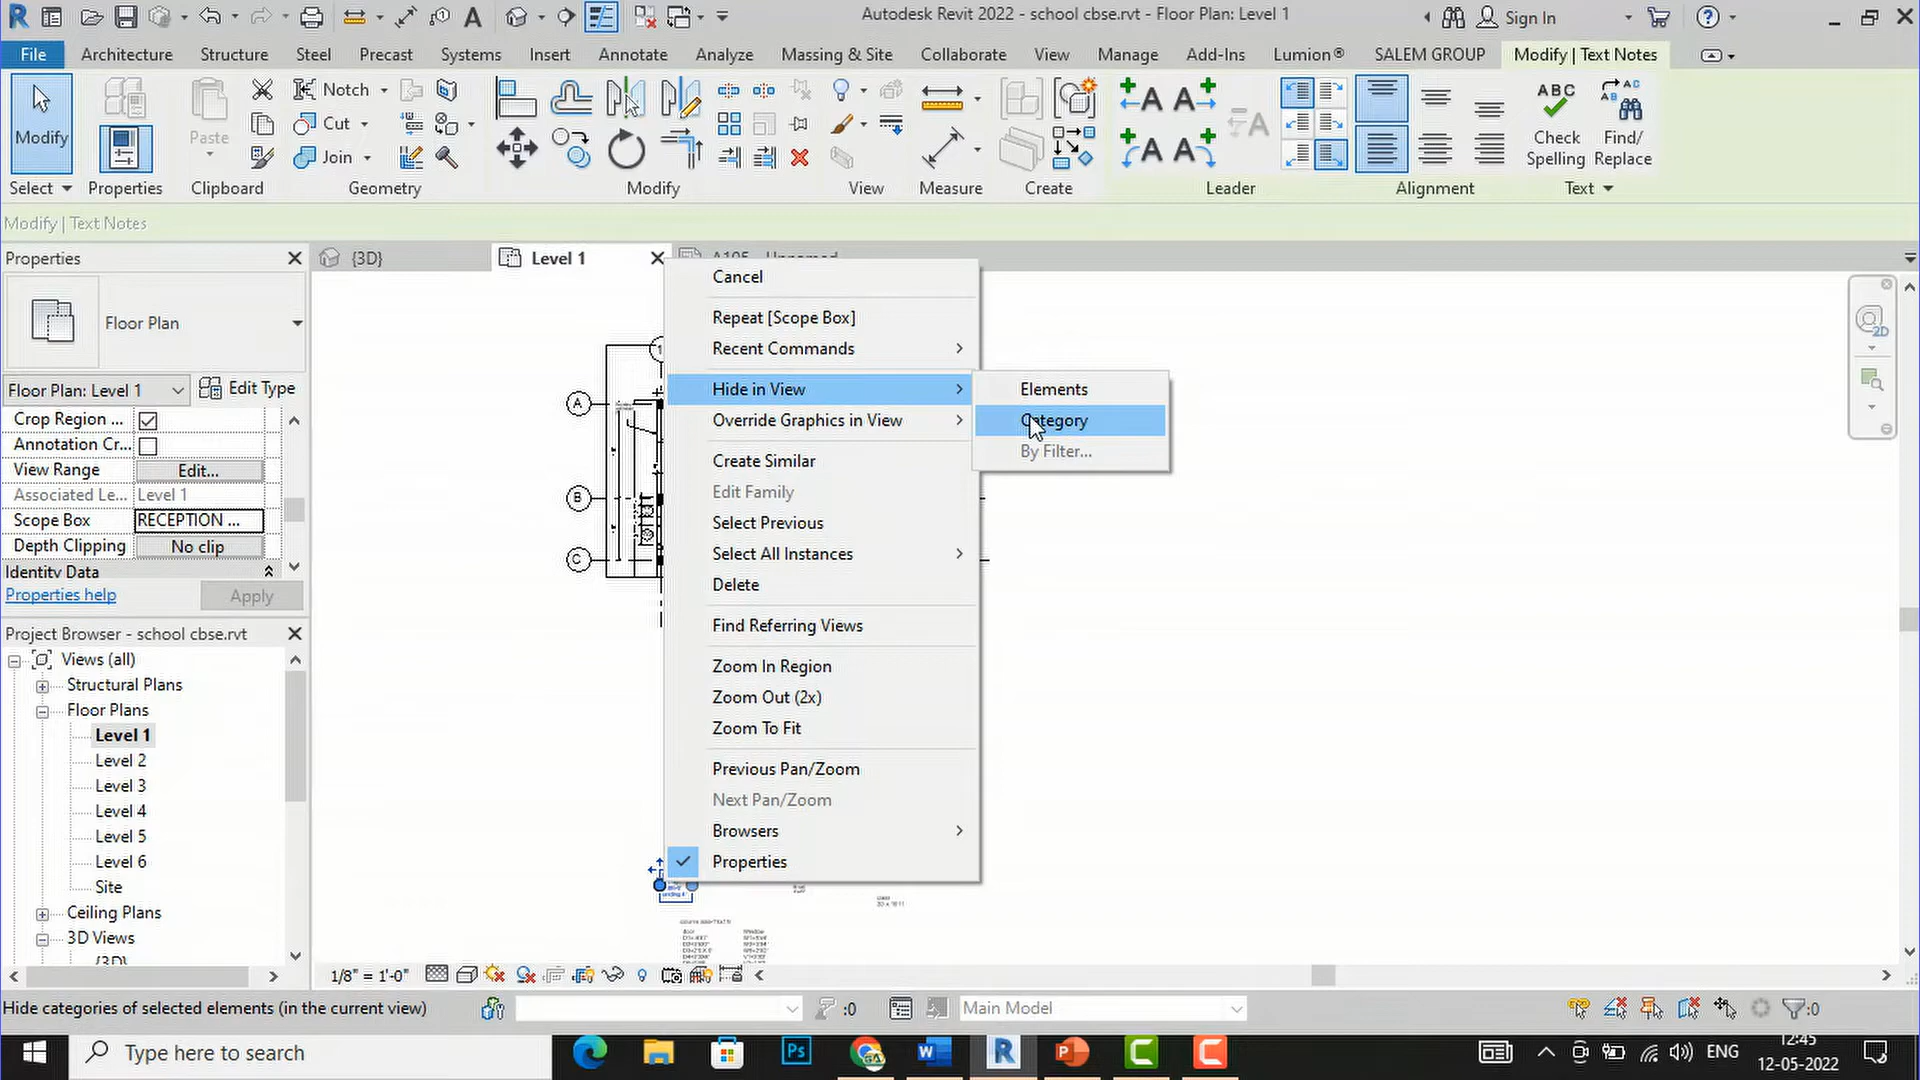 Autodesk Revit 2022 - school cbse.rvt - Floor Plan: Level 1
Sign In
File Architecture Structure Steel Precast Systems Insert Annotate Analyze Massing & Site Collaborate View Manage Add-Ins Lumion® SALEM GROUP Modify | Text Notes
Modify
Paste
Notch
Cut
Join
ABC
Check
Spelling
Find/
Replace
Select Properties Clipboard Geometry Modify View Measure Create Leader Alignment Text
Modify | Text Notes
Properties
{3D}
Level 1
Floor Plan
Floor Plan: Level 1
Edit Type
Crop Region ...
Annotation Cr...
View Range Edit...
Associated Le... Level 1
Scope Box RECEPTION ...
Depth Clipping No clip
Identity Data
Properties help
Apply
Project Browser - school cbse.rvt
Views (all)
Structural Plans
Floor Plans
Level 1
Level 2
Level 3
Level 4
Level 5
Level 6
Site
Ceiling Plans
3D Views
{3D}
A
B
C
Cancel
Repeat [Scope Box]
Recent Commands
Hide in View
Override Graphics in View
Create Similar
Edit Family
Select Previous
Select All Instances
Delete
Find Referring Views
Zoom In Region
Zoom Out (2x)
Zoom To Fit
Previous Pan/Zoom
Next Pan/Zoom
Browsers
Properties
Elements
Category
By Filter...
2D
1/8" = 1'-0"
Hide categories of selected elements (in the current view)
:0
Main Model
:0
Type here to search
ENG
12:45
12-05-2022